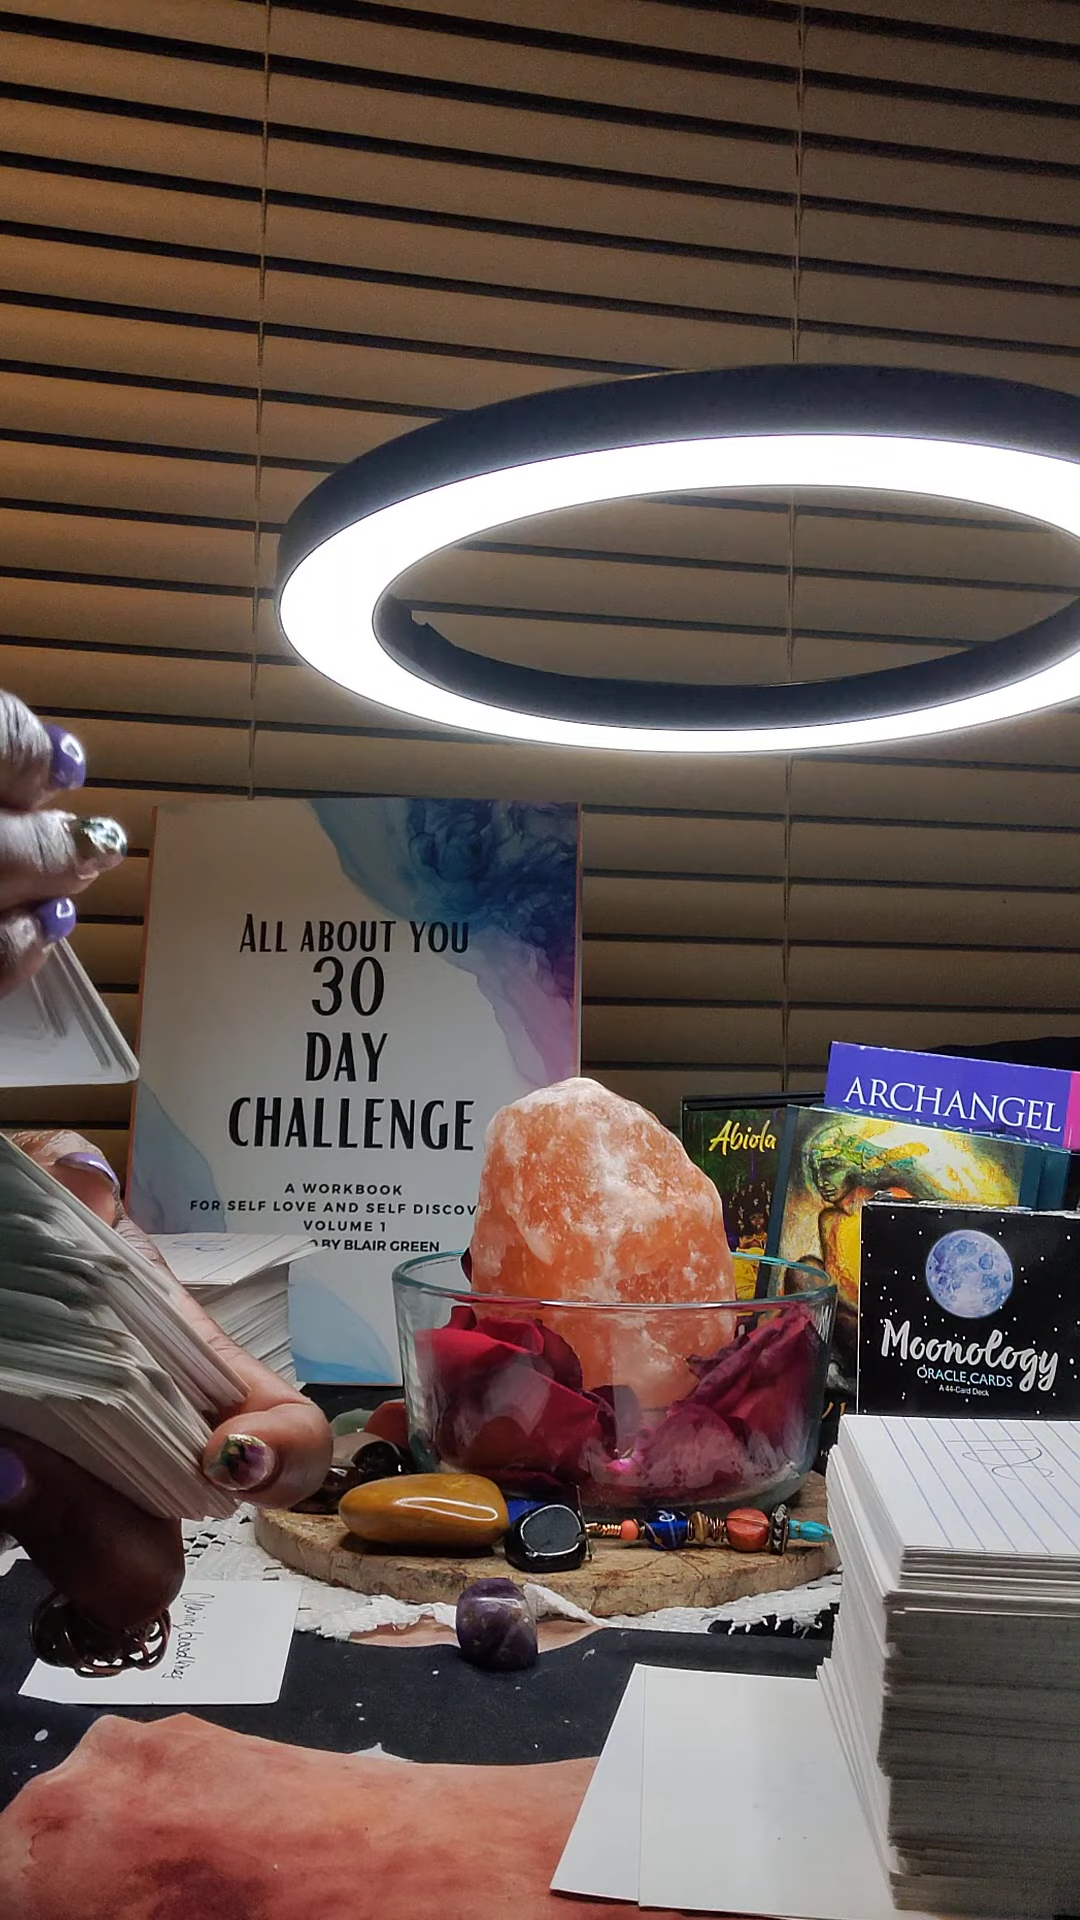 ALL ABOUT YOU
30
DAY
CHALLENGE
A WORKBOOK
FOR SELF LOVE AND SELF DISCOV
VOLUME 1
BY BLAIR GREEN
Abiola
ARCHANGEL
Moonology
ORACLE CARDS
A 44-Card Deck